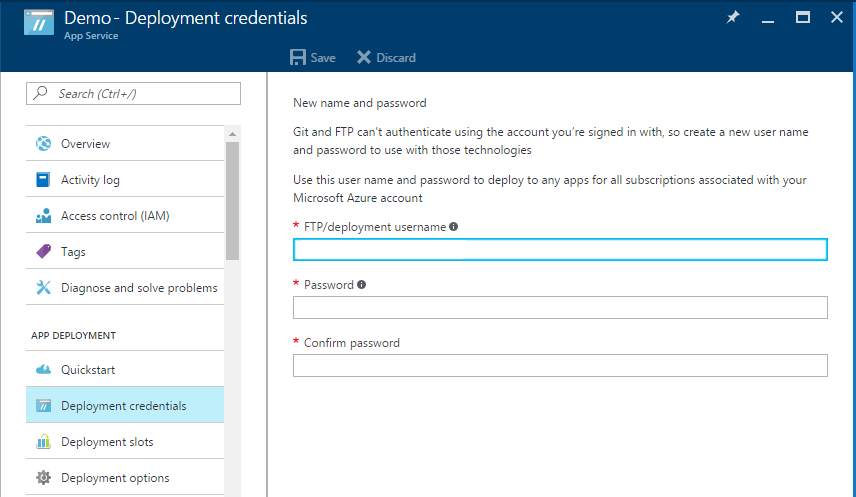 Demo- Deployment credentials
App Service
Save
Discard
Search (Ctrl+/)
Overview
Activity log
Access control (IAM)
Tags
Diagnose and solve problems
APP DEPLOYMENT
Quickstart
Deployment credentials
Deployment slots
Deployment options
New name and password
Git and FTP can't authenticate using the account you're signed in with, so create a new user name
and password to use with those technologies
Use this user name and password to deploy to any apps for all subscriptions associated with your
Microsoft Azure account
* FTP/deployment username
* Password
* Confirm password